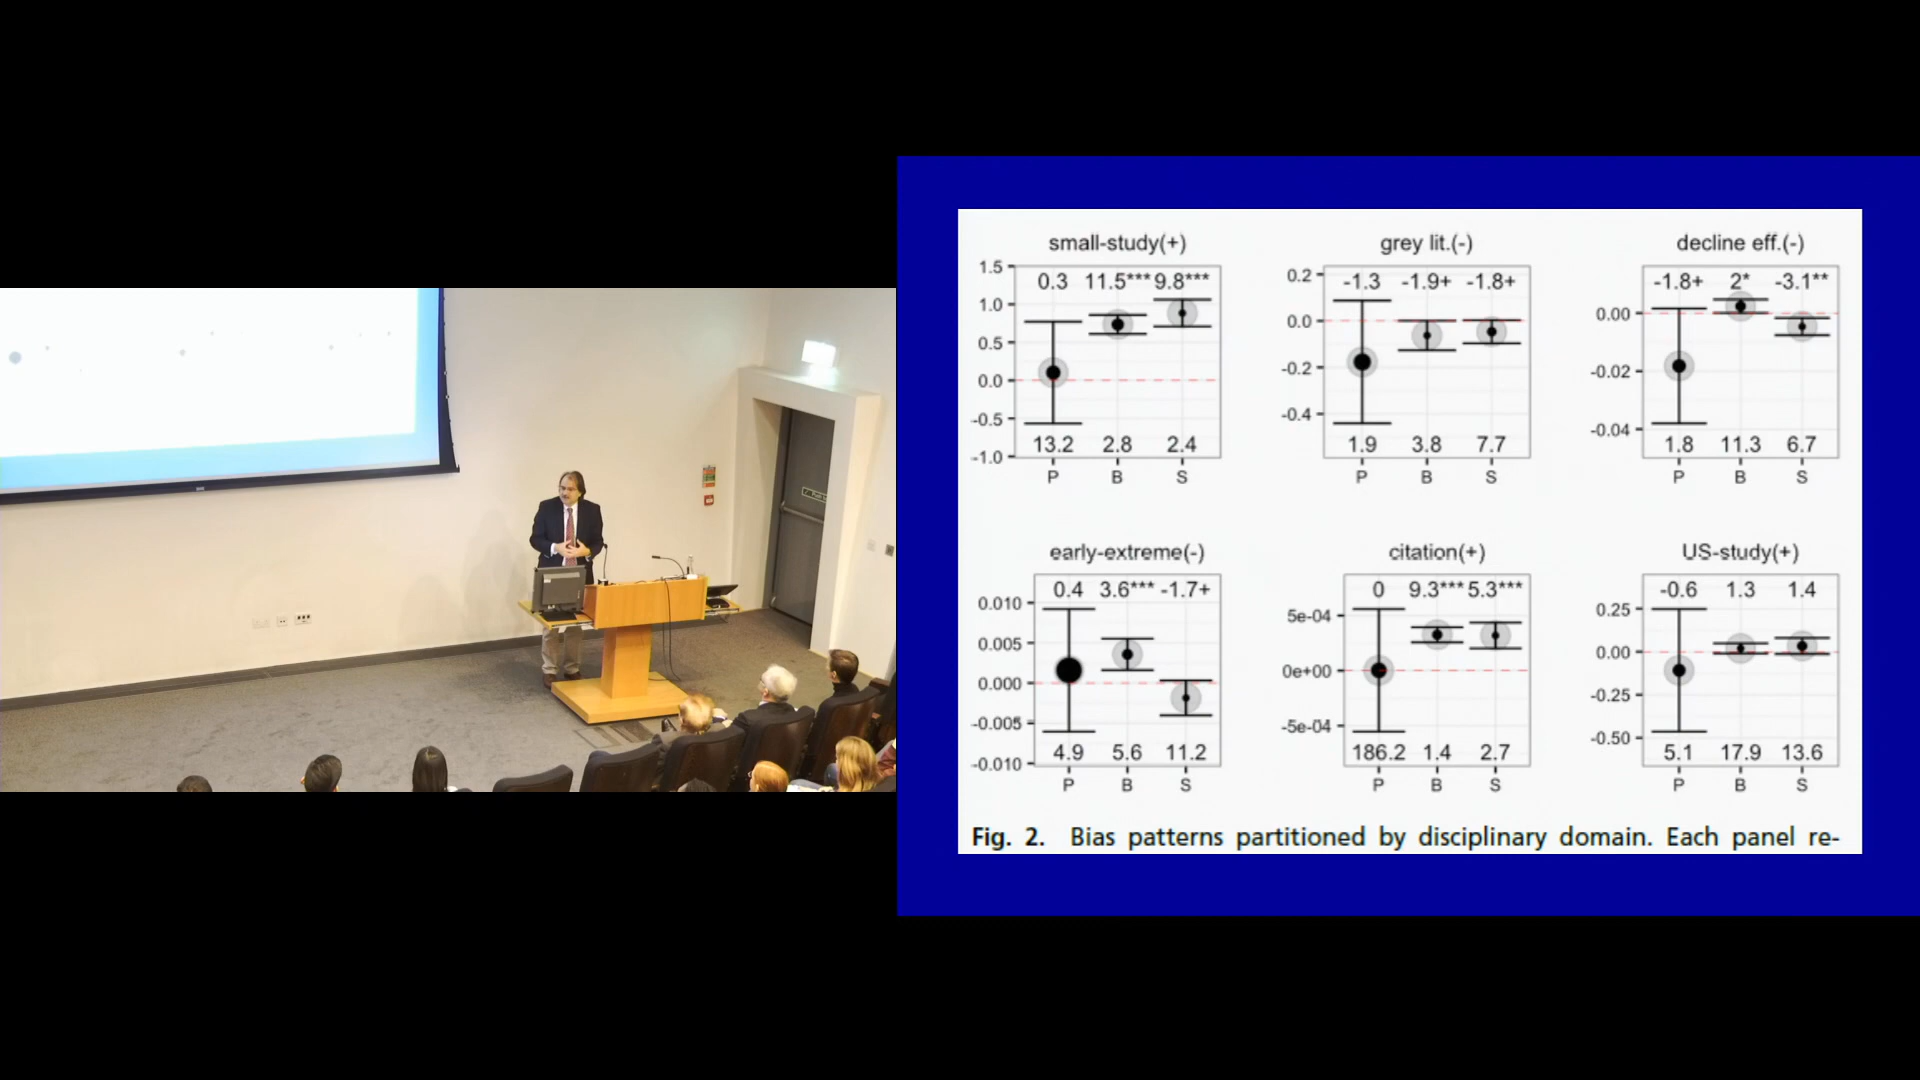 small-study(+)
1.5
1.0
0.5
0.0
-0.5
-1.0
0.3 11.5*** 9.8***
13.2 2.8 2.4
P B S
grey lit.(-)
0.2
0.0
-0.2
-0.4
-1.3 -1.9+ -1.8+
1.9 3.8 7.7
P B S
decline eff.(-)
0.00
-0.02
-0.04
-1.8+ 2* -3.1**
1.8 11.3 6.7
P B S
early-extreme(-)
0.010
0.005
0.000
-0.005
-0.010
0.4 3.6*** -1.7+
4.9 5.6 11.2
P B S
citation(+)
5e-04
0e+00
-5e-04
0 9.3*** 5.3***
186.2 1.4 2.7
P B S
US-study(+)
0.25
0.00
-0.25
-0.50
-0.6 1.3 1.4
5.1 17.9 13.6
P B S
Fig. 2. Bias patterns partitioned by disciplinary domain. Each panel re-